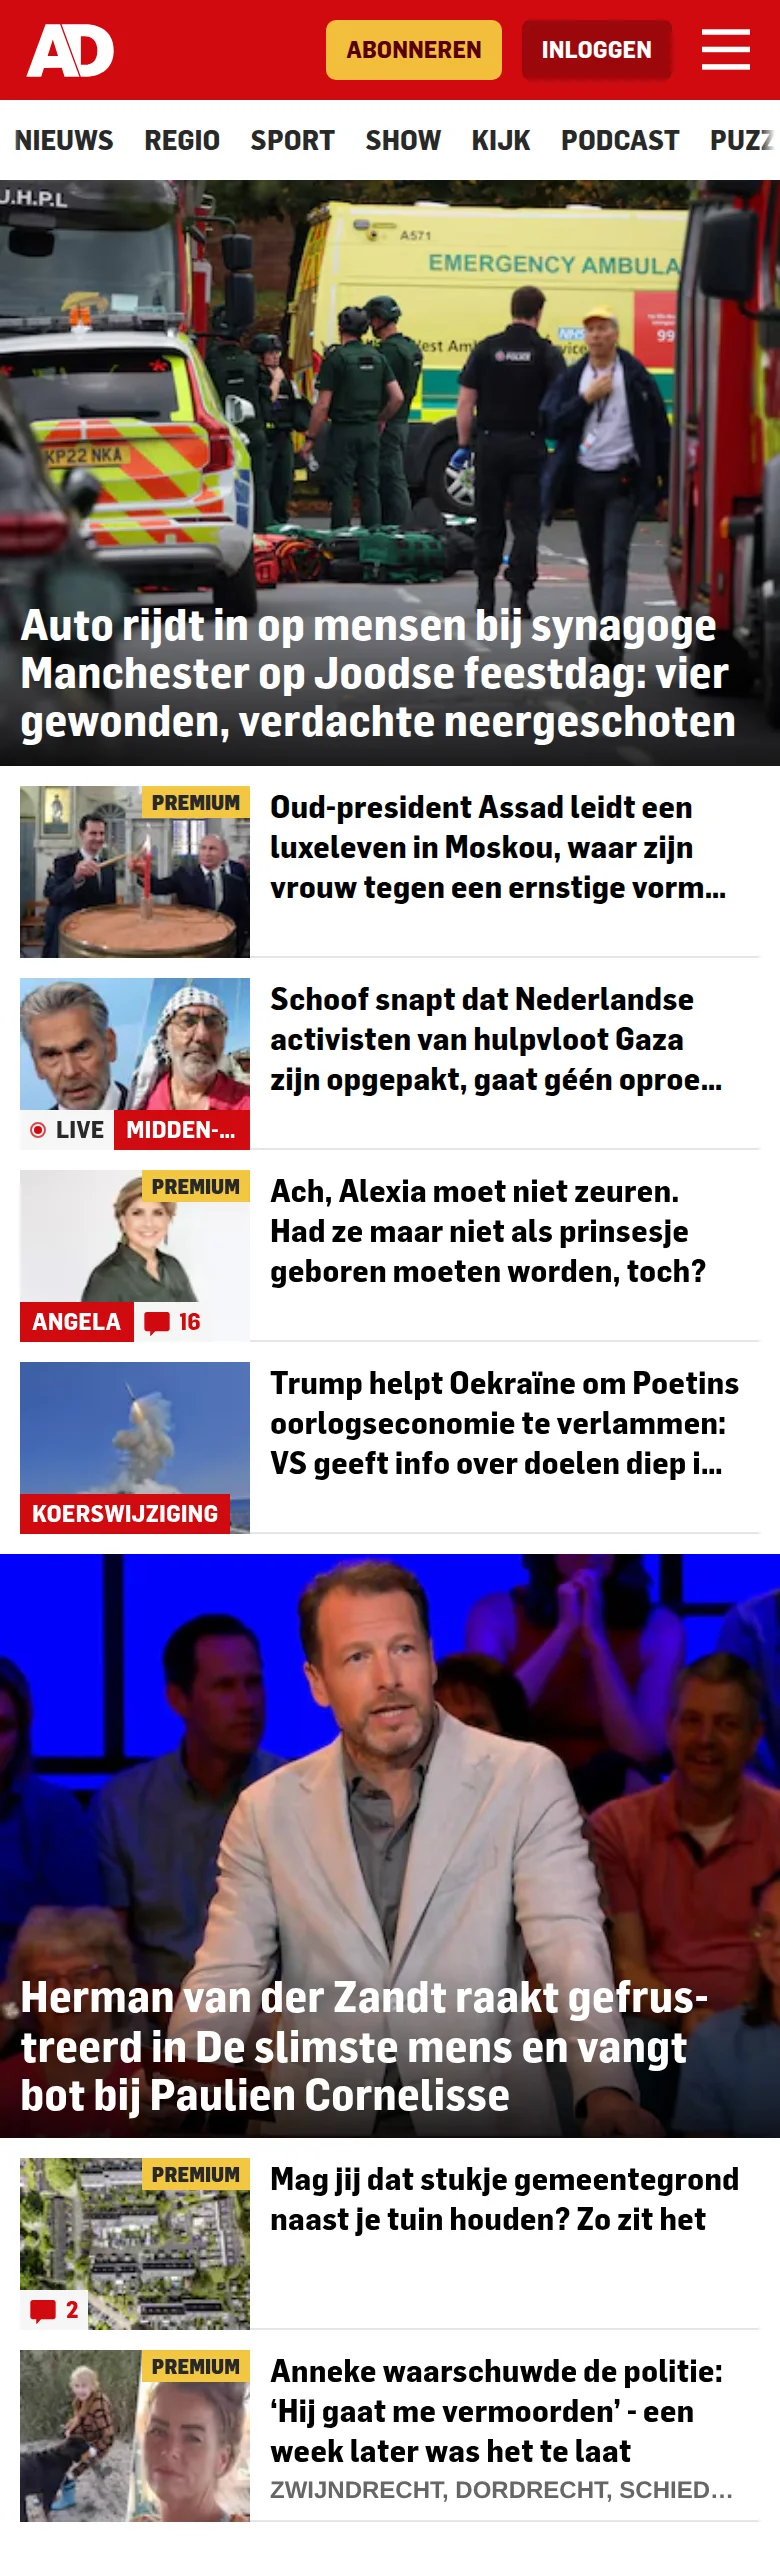 AD
ABONNEREN
INLOGGEN
NIEUWS REGIO SPORT SHOW KIJK PODCAST PUZZ
J.H.P.L
A571
EMERGENCY AMBULA
NHS
99
POLICE
KP22 NKA
Auto rijdt in op mensen bij synagoge
Manchester op Joodse feestdag: vier
gewonden, verdachte neergeschoten
PREMIUM
Oud-president Assad leidt een
luxeleven in Moskou, waar zijn
vrouw tegen een ernstige vorm...
Schoof snapt dat Nederlandse
activisten van hulpvloot Gaza
zijn opgepakt, gaat géén oproe...
LIVE
MIDDEN-...
PREMIUM
Ach, Alexia moet niet zeuren.
Had ze maar niet als prinsesje
geboren moeten worden, toch?
ANGELA
16
Trump helpt Oekraïne om Poetins
oorlogseconomie te verlammen:
VS geeft info over doelen diep i...
KOERSWIJZIGING
Herman van der Zandt raakt gefrus-
treerd in De slimste mens en vangt
bot bij Paulien Cornelisse
PREMIUM
Mag jij dat stukje gemeentegrond
naast je tuin houden? Zo zit het
2
PREMIUM
Anneke waarschuwde de politie:
‘Hij gaat me vermoorden’ - een
week later was het te laat
ZWIJNDRECHT, DORDRECHT, SCHIED...